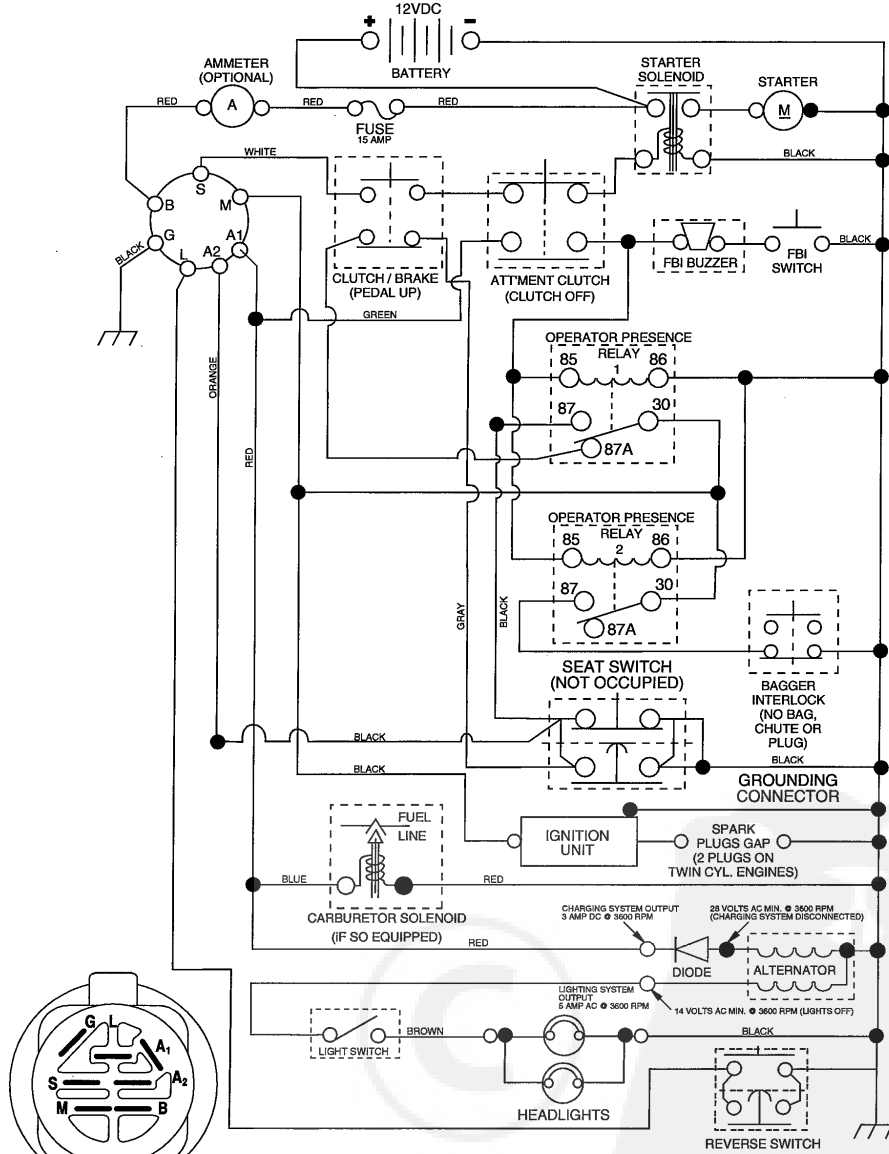 12VDC
+
−
BATTERY
AMMETER
(OPTIONAL)
A
RED
RED
RED
FUSE
15 AMP
STARTER
SOLENOID
STARTER
M
BLACK
WHITE
S
B
M
G
A1
L
A2
BLACK
CLUTCH / BRAKE
(PEDAL UP)
ATT'MENT CLUTCH
(CLUTCH OFF)
FBI BUZZER
FBI
SWITCH
BLACK
GREEN
ORANGE
RED
OPERATOR PRESENCE
RELAY
1
85
86
87
30
87A
OPERATOR PRESENCE
RELAY
2
85
86
87
30
87A
GRAY
BLACK
SEAT SWITCH
(NOT OCCUPIED)
BAGGER
INTERLOCK
(NO BAG,
CHUTE OR
PLUG)
BLACK
BLACK
BLACK
GROUNDING
CONNECTOR
FUEL
LINE
IGNITION
UNIT
SPARK
PLUGS GAP
(2 PLUGS ON
TWIN CYL. ENGINES)
BLUE
RED
CARBURETOR SOLENOID
(iF SO EQUIPPED)
CHARGING SYSTEM OUTPUT
3 AMP DC @ 3600 RPM
28 VOLTS AC MIN. @ 3600 RPM
(CHARGING SYSTEM DISCONNECTED)
RED
DIODE
ALTERNATOR
LIGHTING SYSTEM
OUTPUT
5 AMP AC @ 3600 RPM
14 VOLTS AC MIN. @ 3600 RPM (LIGHTS OFF)
LIGHT SWITCH
BROWN
BLACK
HEADLIGHTS
REVERSE SWITCH
G
L
A1
S
A2
M
B